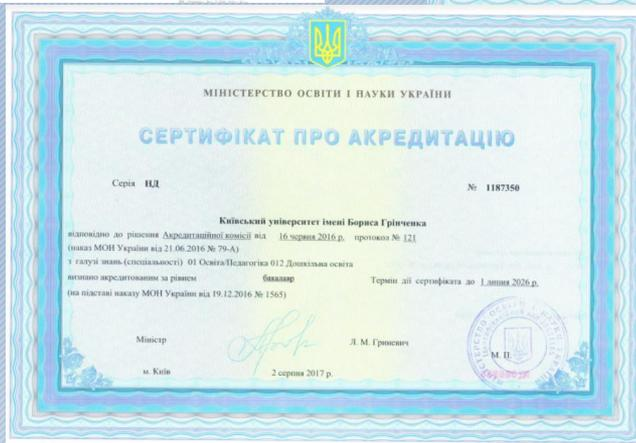 МІНІСТЕРСТВО ОСВІТИ І НАУКИ УКРАЇНИ
СЕРТИФІКАТ ПРО АКРЕДИТАЦІЮ
Серія НД № 1187350
Київський університет імені Бориса Грінченка
відповідно до рішення Акредитаційної комісії від 16 червня 2016 р. протокол № 121
(наказ МОН України від 21.06.2016 № 79-А)
з галузі знань (спеціальності) 01 Освіта/Педагогіка 012 Дошкільна освіта
визнано акредитованим за рівнем бакалавр Термін дії сертифіката до 1 липня 2026 р.
(на підставі наказу МОН України від 19.12.2016 № 1565)
Міністр Л. М. Гриневич
М. П.
м. Київ 2 серпня 2017 р.